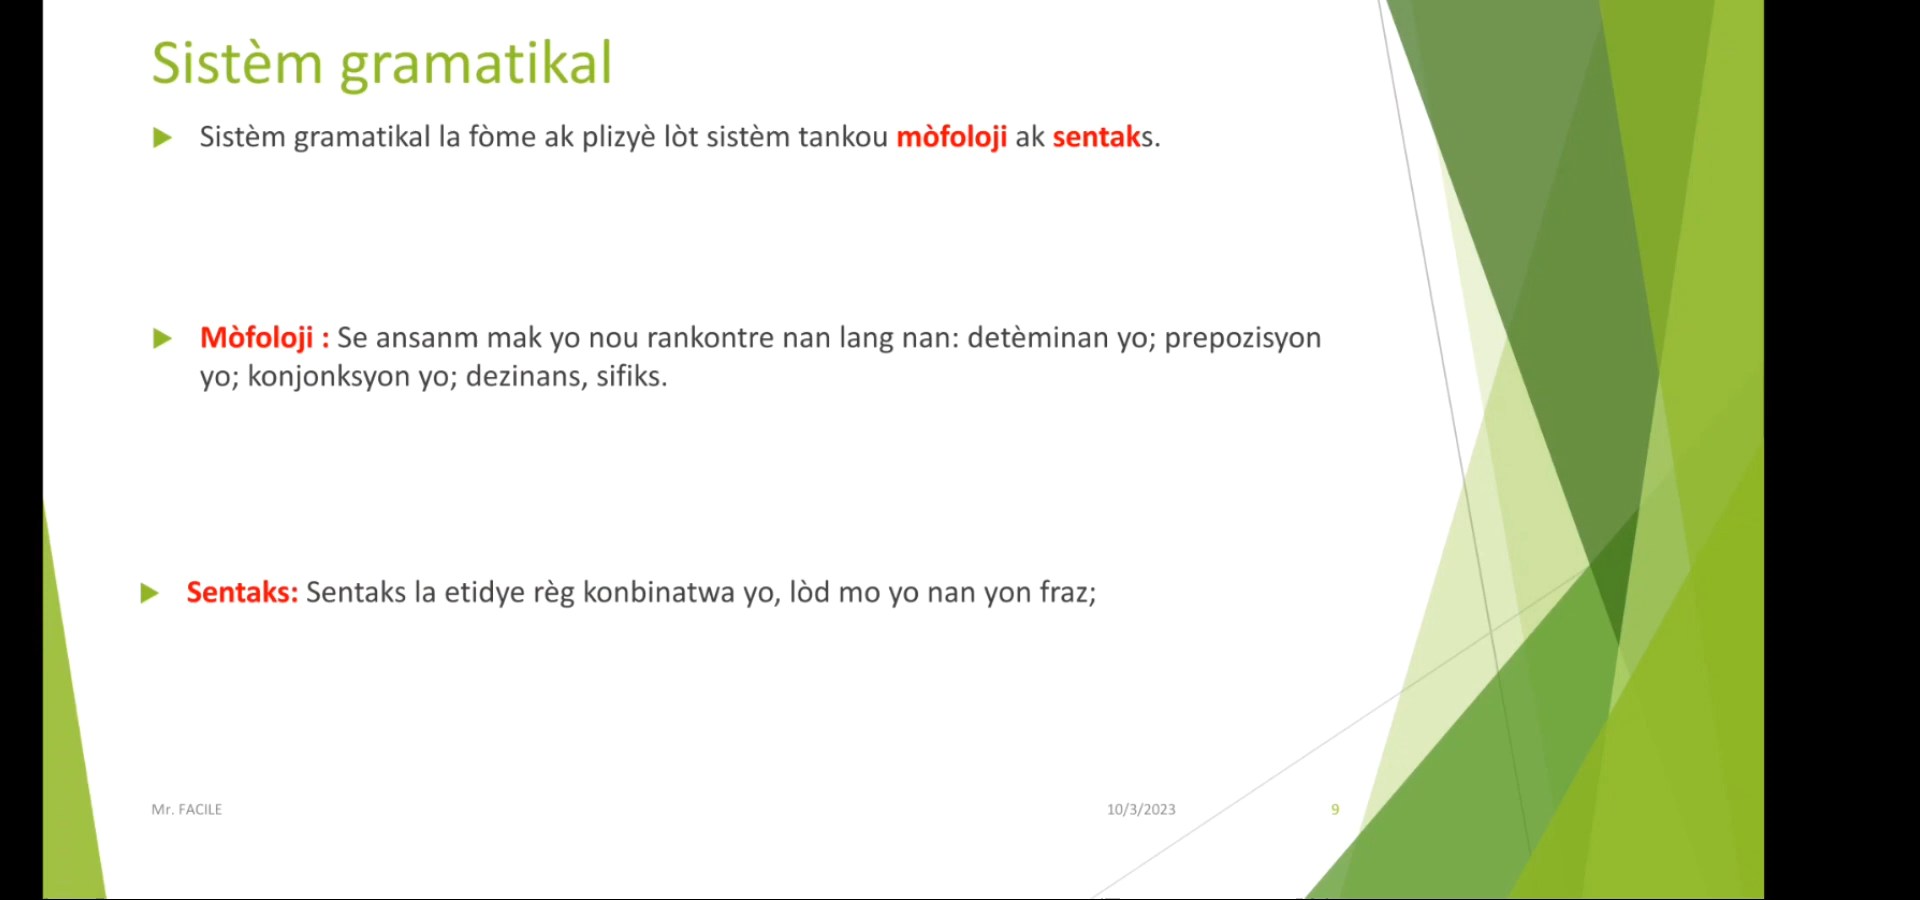 Sistèm gramatikal
Sistèm gramatikal la fòme ak plizyè lòt sistèm tankou mòfoloji ak sentaks.
Mòfoloji : Se ansanm mak yo nou rankontre nan lang nan: detèminan yo; prepozisyon
yo; konjonksyon yo; dezinans, sifiks.
Sentaks: Sentaks la etidye règ konbinatwa yo, lòd mo yo nan yon fraz;
Mr. FACILE
10/3/2023
9